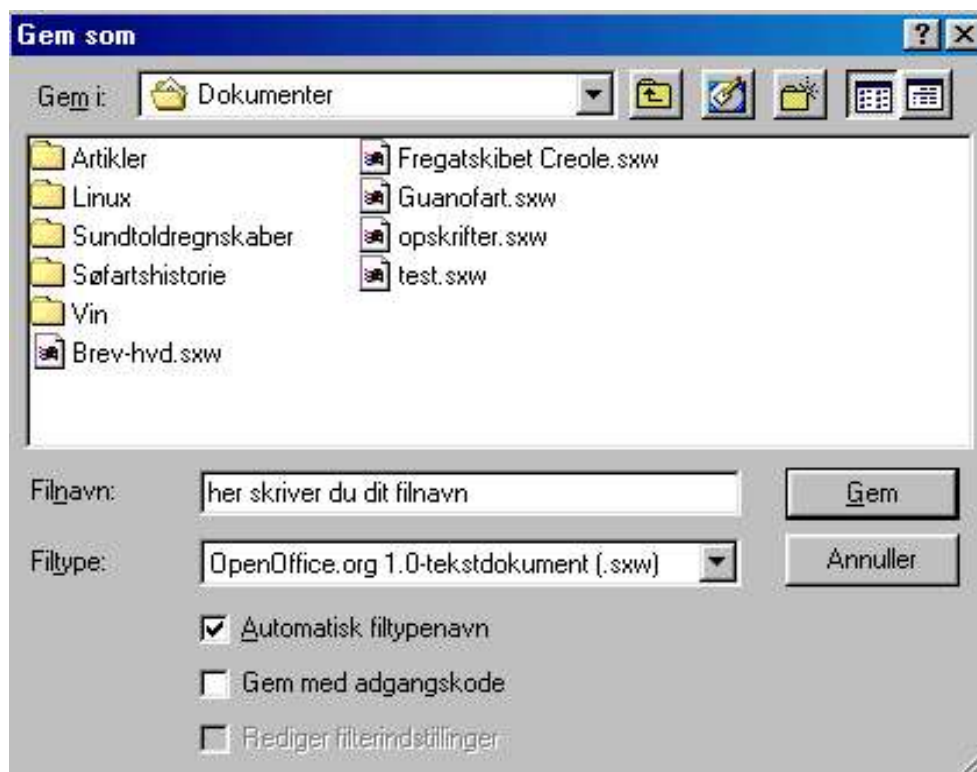 Gem som
Gem i: Dokumenter
Artikler
Linux
Sundtoldregnskaber
Søfartshistorie
Vin
Brev-hvd.sxw
Fregatskibet Creole.sxw
Guanofart.sxw
opskrifter.sxw
test.sxw
Filnavn: her skriver du dit filnavn
Gem
Filtype: OpenOffice.org 1.0-tekstdokument (.sxw)
Annuller
Automatisk filtypenavn
Gem med adgangskode
Rediger filterindstillinger